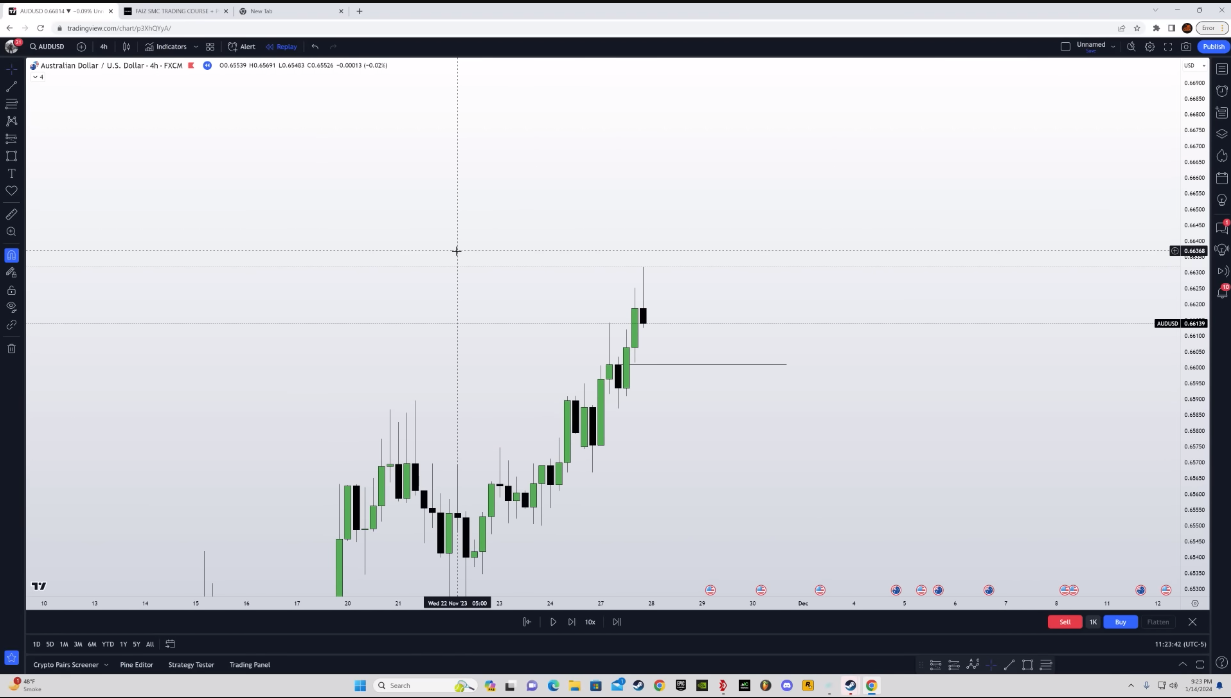 AUDUSD 0.66314 ▼ −0.09% Unn
FAIZ SMC TRADING COURSE + F
New Tab
tradingview.com/chart/p3XhQYyA/
Error
AUDUSD
4h
Indicators
Alert
Replay
Unnamed
Save
Publish
Australian Dollar / U.S. Dollar · 4h · FXCM
O0.65539 H0.65691 L0.65483 C0.65526 −0.00013 (−0.02%)
USD
4
0.66900
0.66850
0.66800
0.66750
0.66700
0.66650
0.66600
0.66550
0.66500
0.66450
0.66400
0.66368
0.66300
0.66250
0.66200
AUDUSD 0.66139
0.66100
0.66050
0.66000
0.65950
0.65900
0.65850
0.65800
0.65750
0.65700
0.65650
0.65600
0.65550
0.65500
0.65450
0.65400
0.65350
0.65300
10 13 14 15 16 17 20 21 Wed 22 Nov '23 05:00 23 24 27 28 29 30 Dec 4 5 6 7 8 11 12
10x
Sell 1K Buy Flatten
1D 5D 1M 3M 6M YTD 1Y 5Y All
11:23:42 (UTC-5)
Crypto Pairs Screener Pine Editor Strategy Tester Trading Panel
48°F
Smoke
Search
9:23 PM
1/14/2024